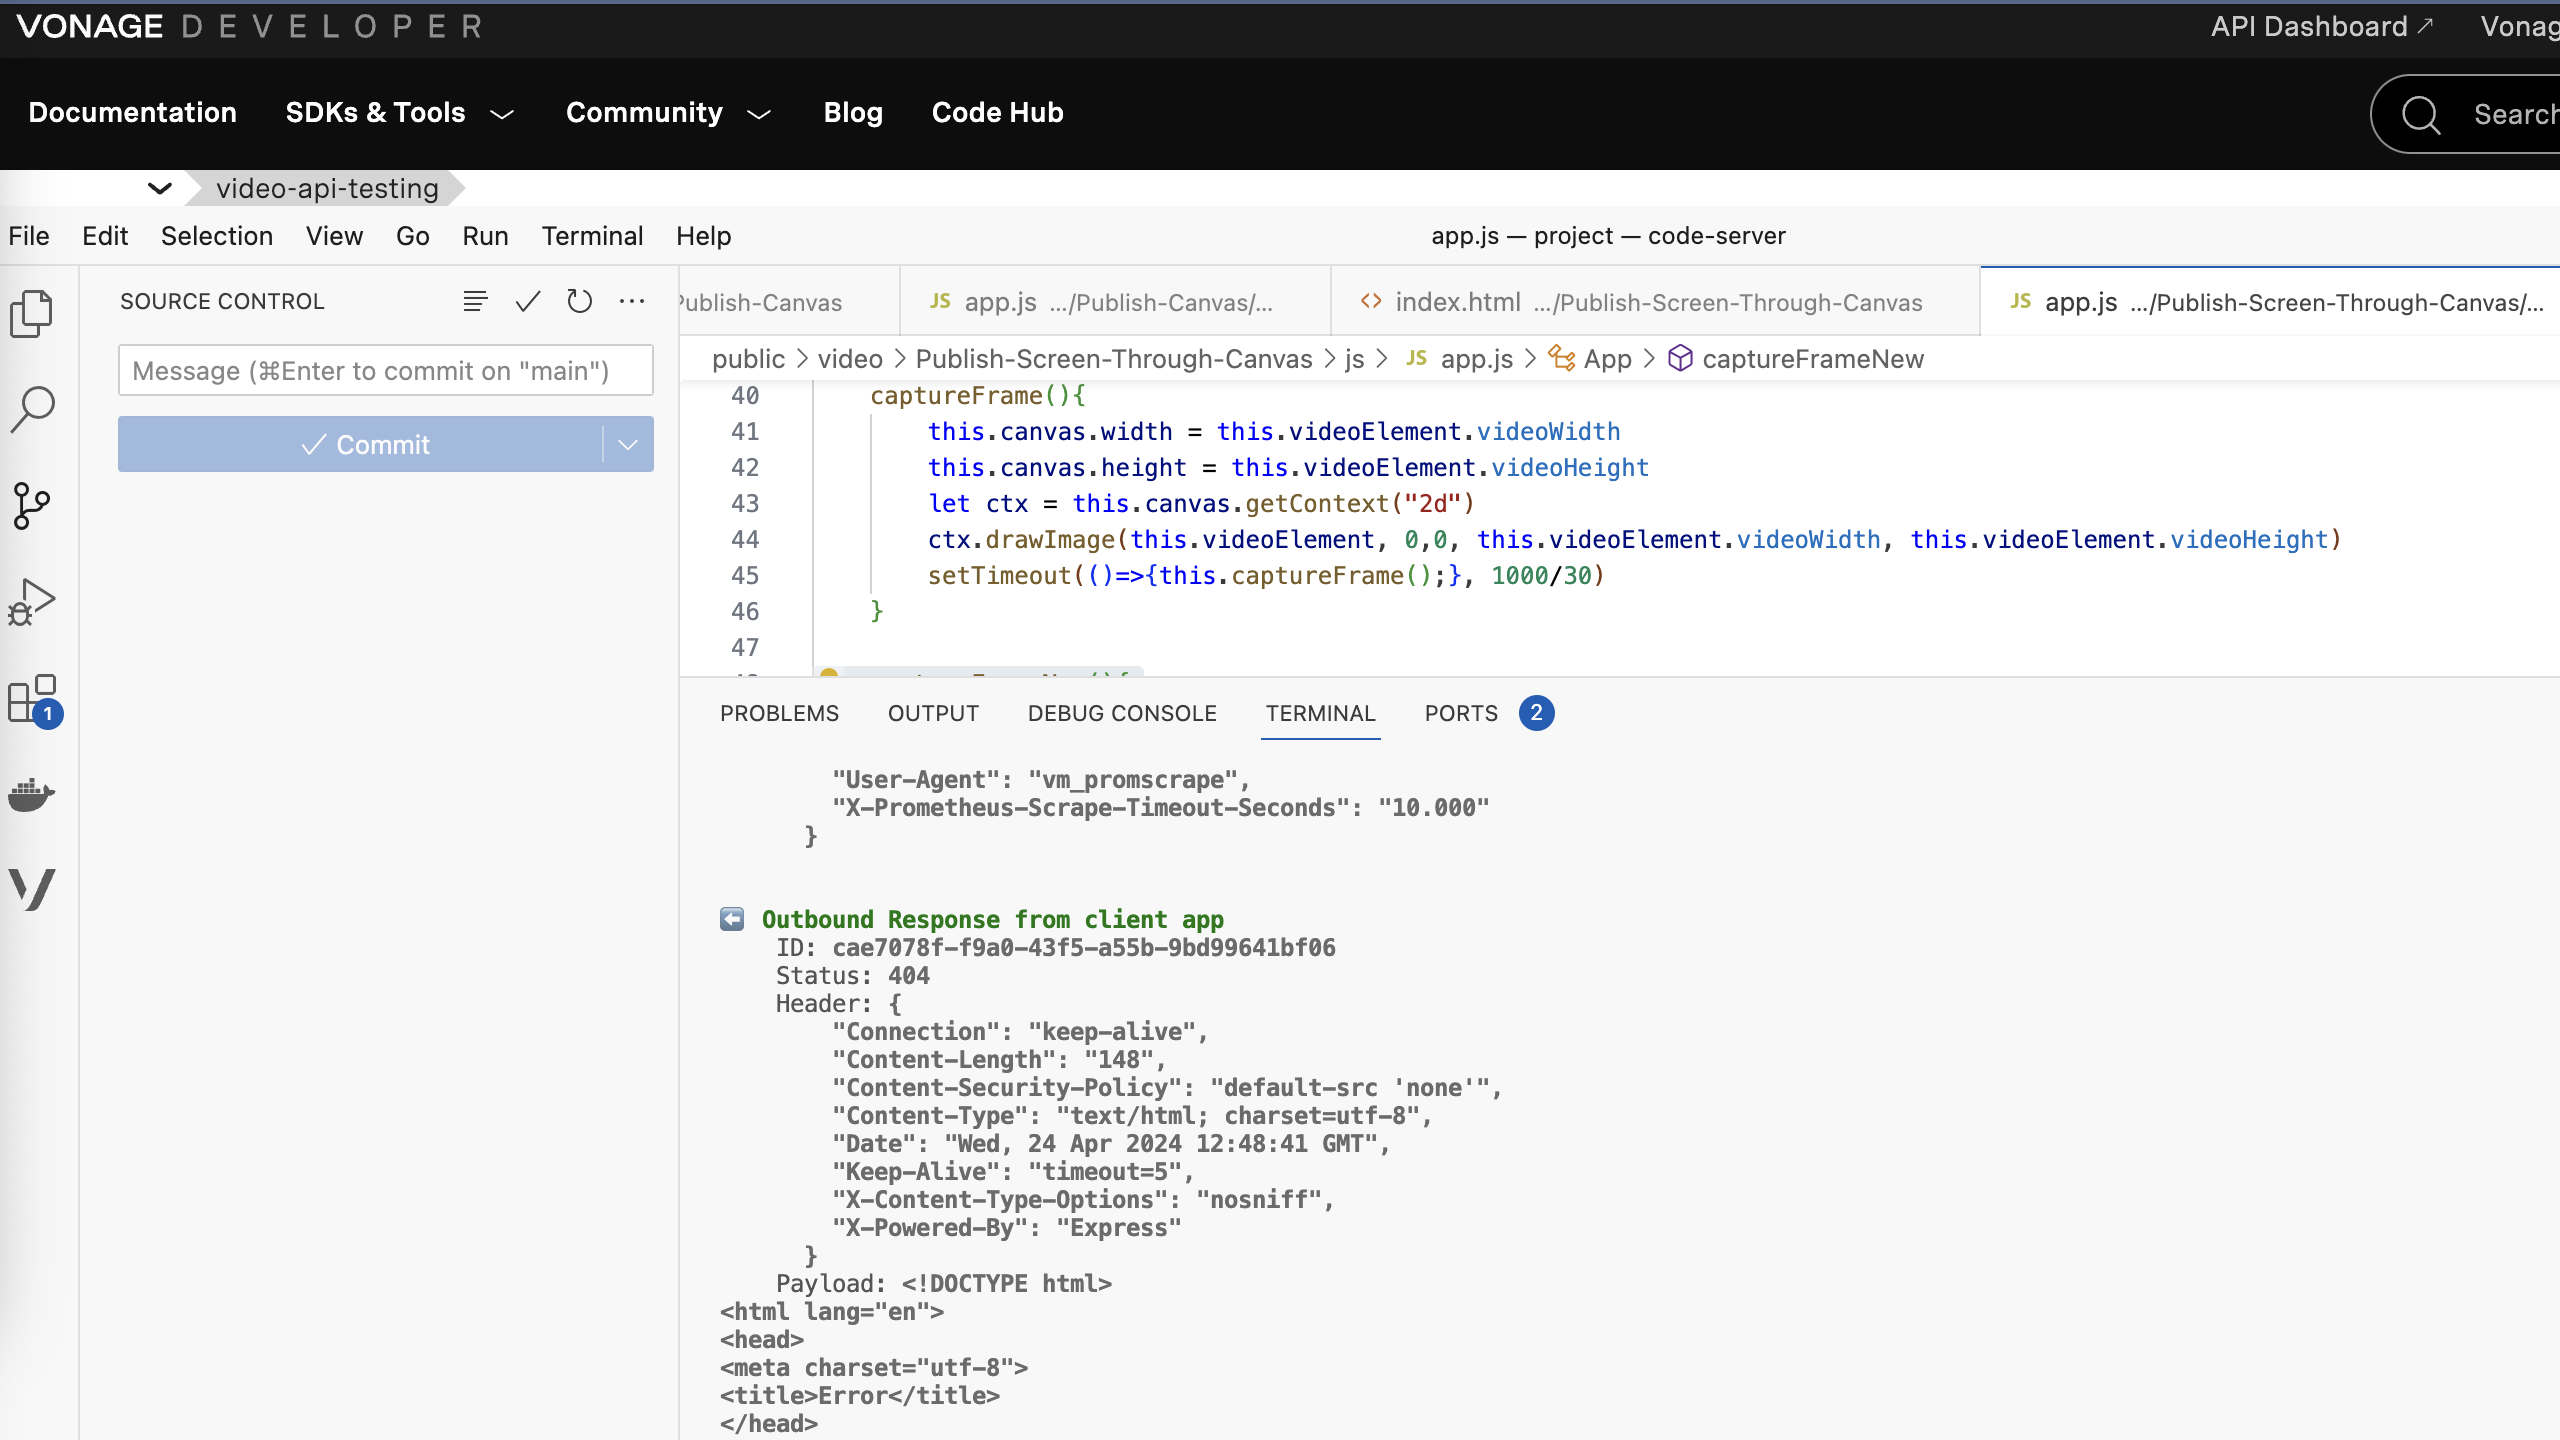 VONAGE DEVELOPER
API Dashboard ↗
Documentation
SDKs & Tools
Community
Blog
Code Hub
Search
video-api-testing
File Edit Selection View Go Run Terminal Help
app.js — project — code-server
SOURCE CONTROL
Message (⌘Enter to commit on "main")
Commit
1
Publish-Canvas
JS app.js .../Publish-Canvas/...
<> index.html .../Publish-Screen-Through-Canvas
JS app.js .../Publish-Screen-Through-Canvas/...
public > video > Publish-Screen-Through-Canvas > js > JS app.js > App > captureFrameNew
40 captureFrame(){
41 this.canvas.width = this.videoElement.videoWidth
42 this.canvas.height = this.videoElement.videoHeight
43 let ctx = this.canvas.getContext("2d")
44 ctx.drawImage(this.videoElement, 0,0, this.videoElement.videoWidth, this.videoElement.videoHeight)
45 setTimeout(()=>{this.captureFrame();}, 1000/30)
46 }
47
PROBLEMS OUTPUT DEBUG CONSOLE TERMINAL PORTS 2
"User-Agent": "vm_promscrape",
"X-Prometheus-Scrape-Timeout-Seconds": "10.000"
}
⬅ Outbound Response from client app
ID: cae7078f-f9a0-43f5-a55b-9bd99641bf06
Status: 404
Header: {
"Connection": "keep-alive",
"Content-Length": "148",
"Content-Security-Policy": "default-src 'none'",
"Content-Type": "text/html; charset=utf-8",
"Date": "Wed, 24 Apr 2024 12:48:41 GMT",
"Keep-Alive": "timeout=5",
"X-Content-Type-Options": "nosniff",
"X-Powered-By": "Express"
}
Payload: <!DOCTYPE html>
<html lang="en">
<head>
<meta charset="utf-8">
<title>Error</title>
</head>